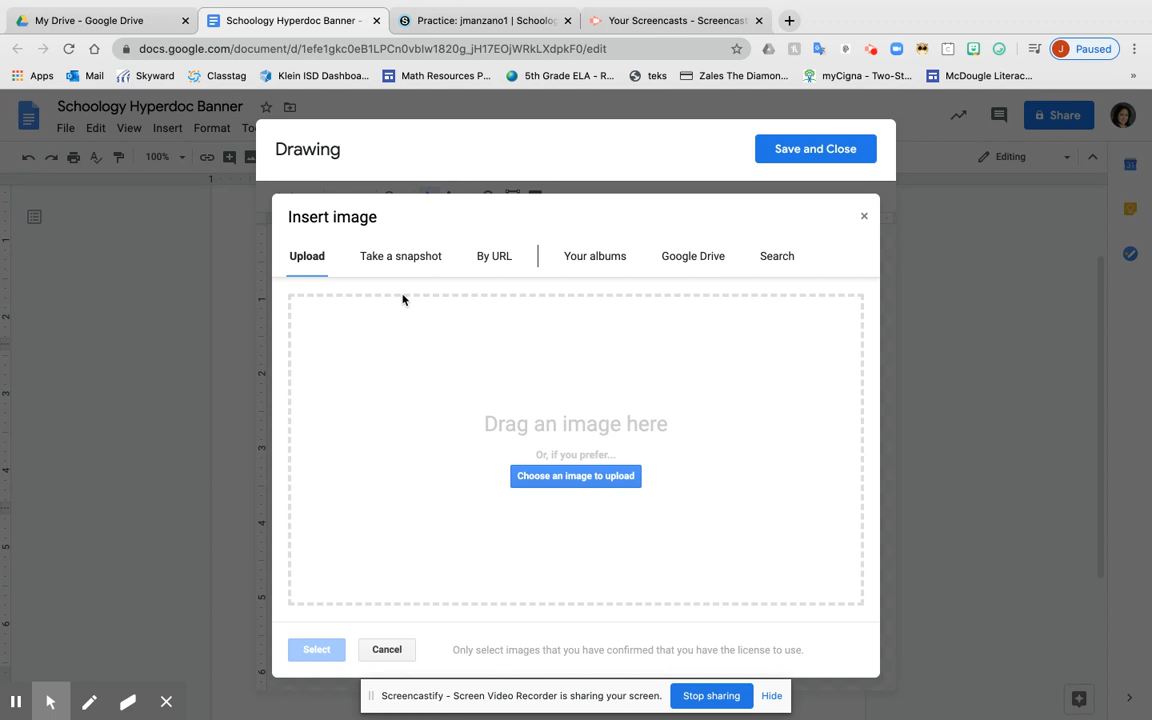 My Drive - Google Drive
Schoology Hyperdoc Banner -
Practice: jmanzano1 | Schoolog
Your Screencasts - Screencast
docs.google.com/document/d/1efe1gkc0eB1LPCn0vbIw1820g_jH17EOjWRkLXdpkF0/edit
J Paused
Apps Mail Skyward Classtag Klein ISD Dashboa... Math Resources P... 5th Grade ELA - R... teks Zales The Diamon... myCigna - Two-St... McDougle Literac... »
Schoology Hyperdoc Banner
Share
File Edit View Insert Format To
100%
Editing
Drawing
Save and Close
Insert image
Upload Take a snapshot By URL Your albums Google Drive Search
Drag an image here
Or, if you prefer...
Choose an image to upload
Select Cancel Only select images that you have confirmed that you have the license to use.
Screencastify - Screen Video Recorder is sharing your screen. Stop sharing Hide